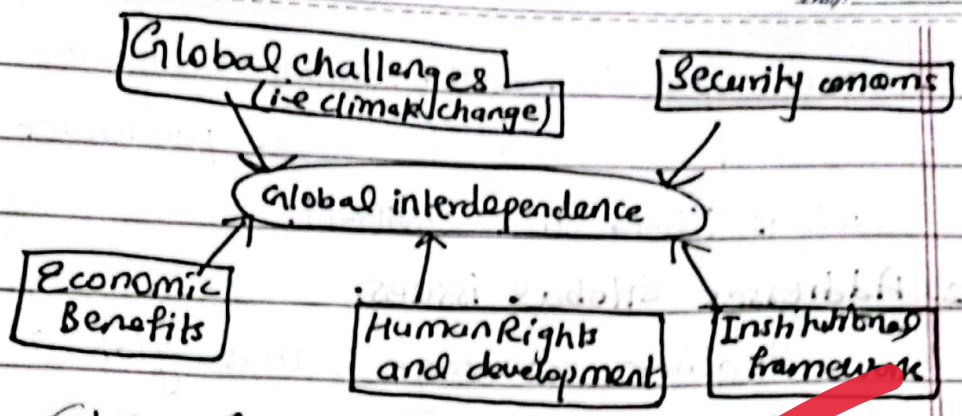 Global challenges
(i-e climate change)
Security concerns
Global interdependence
Economic
Benefits
Human Rights
and development
Institutional
framework